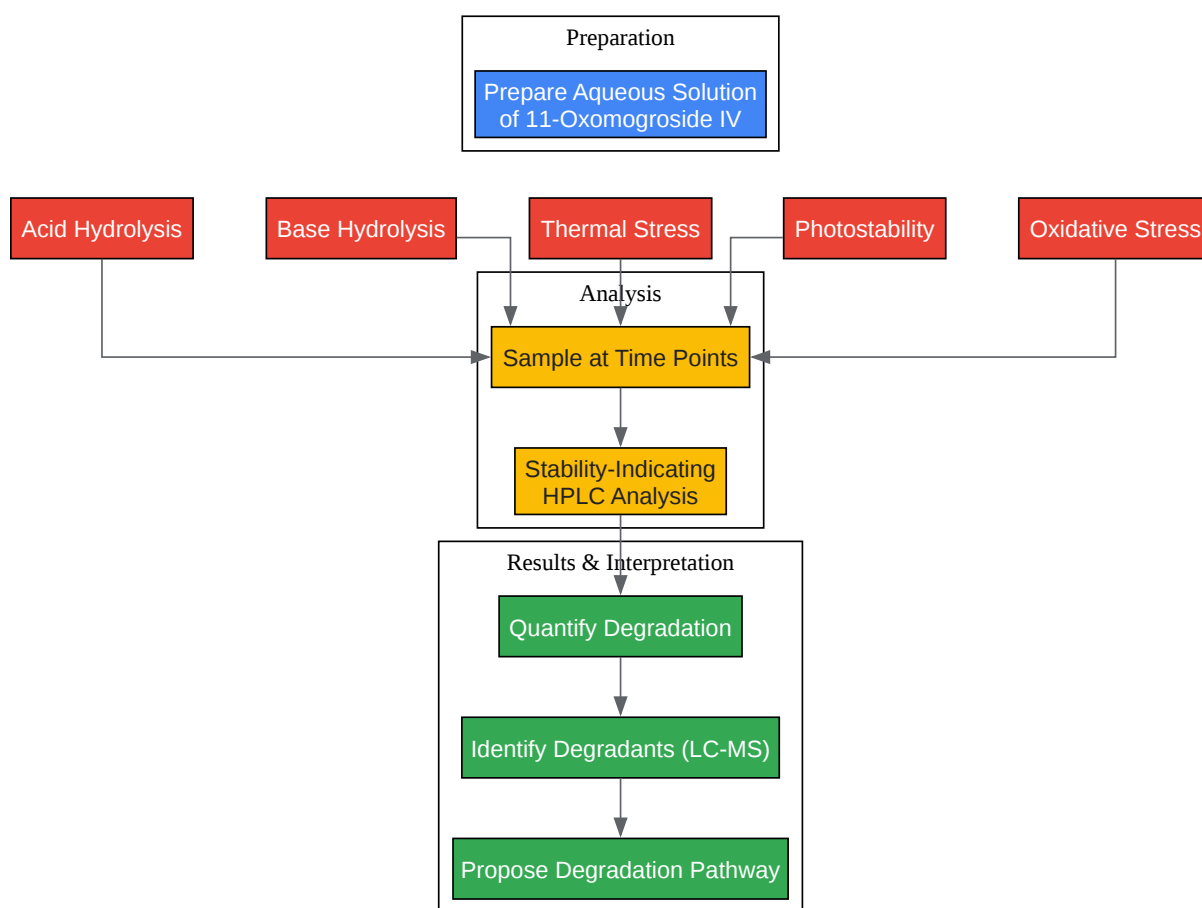 Preparation
Prepare Aqueous Solution
of 11-Oxomogroside IV
Acid Hydrolysis
Base Hydrolysis
Thermal Stress
Photostability
Oxidative Stress
Analysis
Sample at Time Points
Stability-Indicating
HPLC Analysis
Results & Interpretation
Quantify Degradation
Identify Degradants (LC-MS)
Propose Degradation Pathway